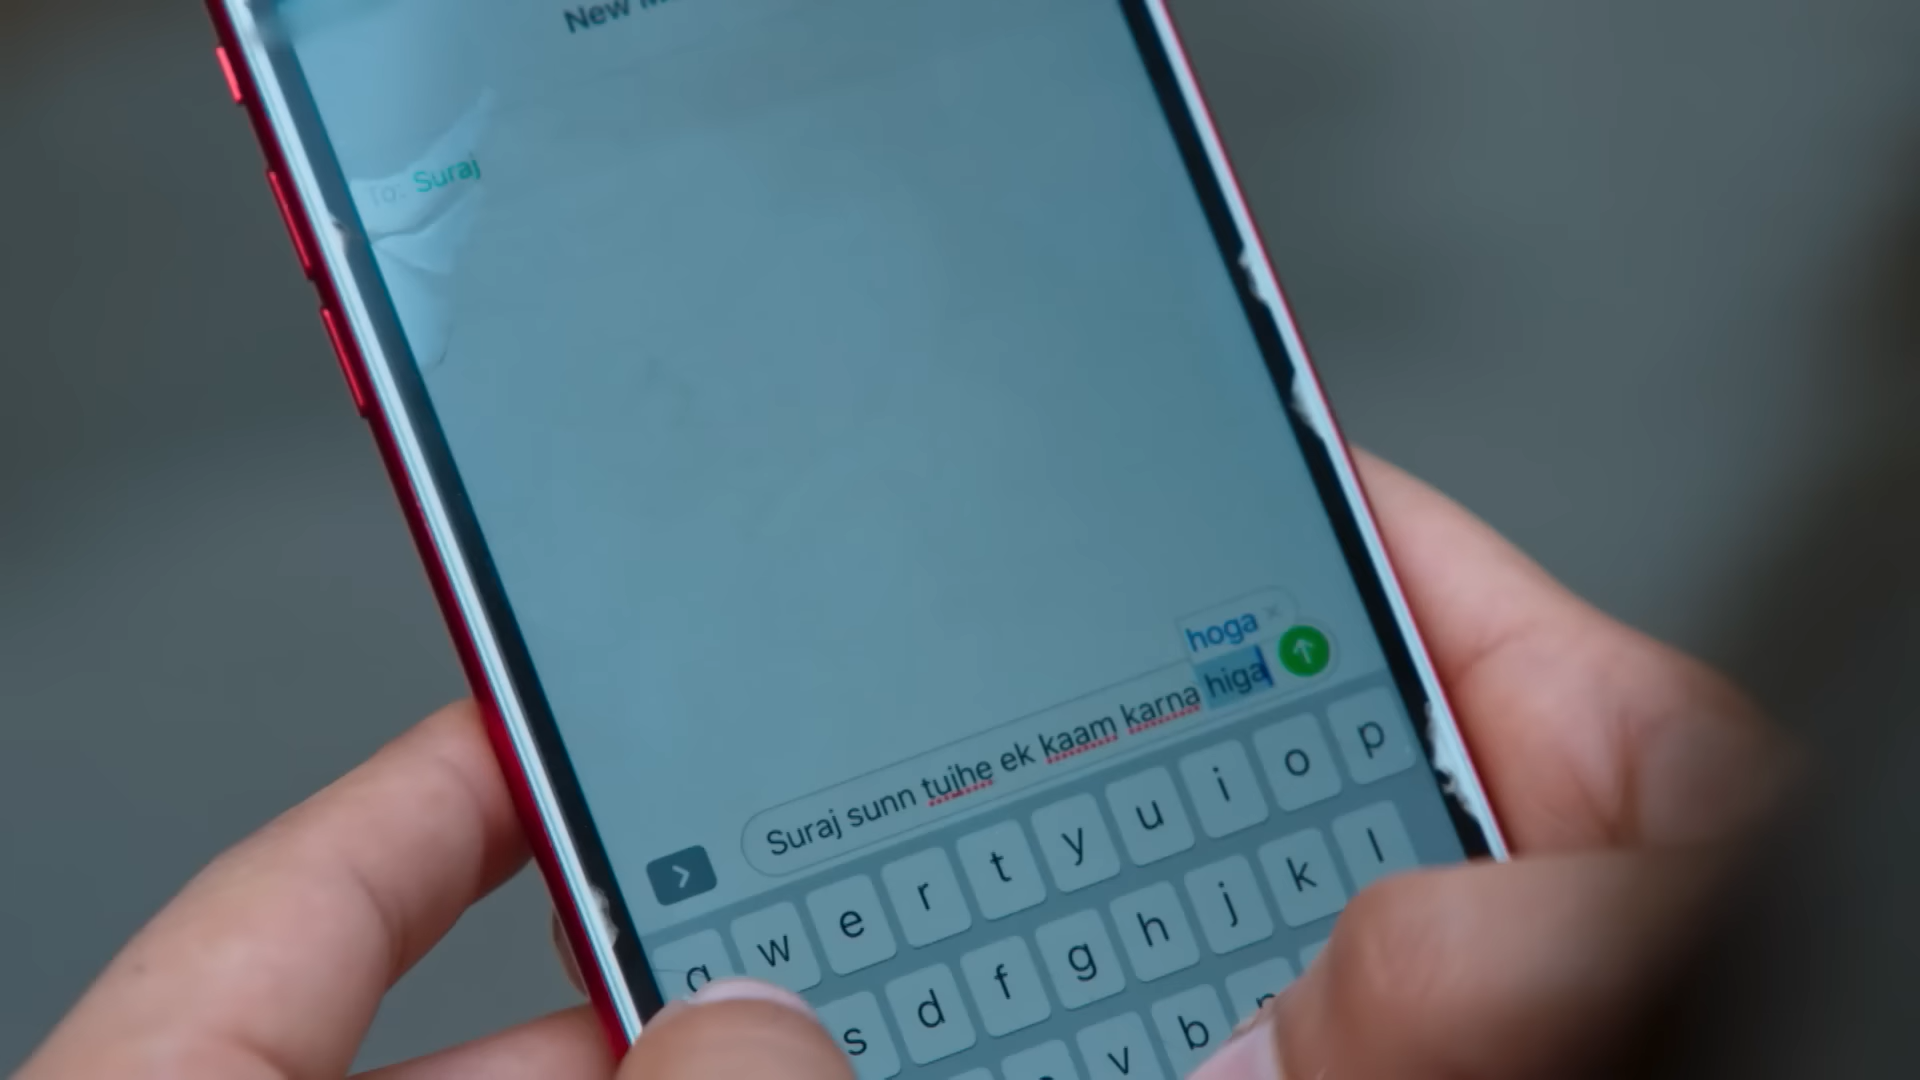 New
To: Suraj
hoga ×
Suraj sunn tujhe ek kaam karna higa
q w e r t y u i o p
s d f g h j k l
v b